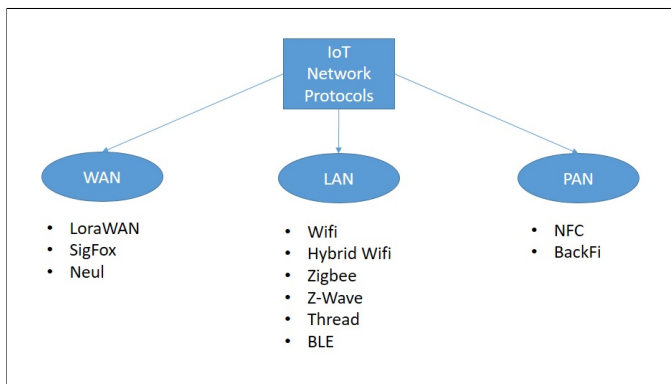 IoT
Network
Protocols
WAN
LAN
PAN
• LoraWAN
• SigFox
• Neul
• Wifi
• Hybrid Wifi
• Zigbee
• Z-Wave
• Thread
• BLE
• NFC
• BackFi